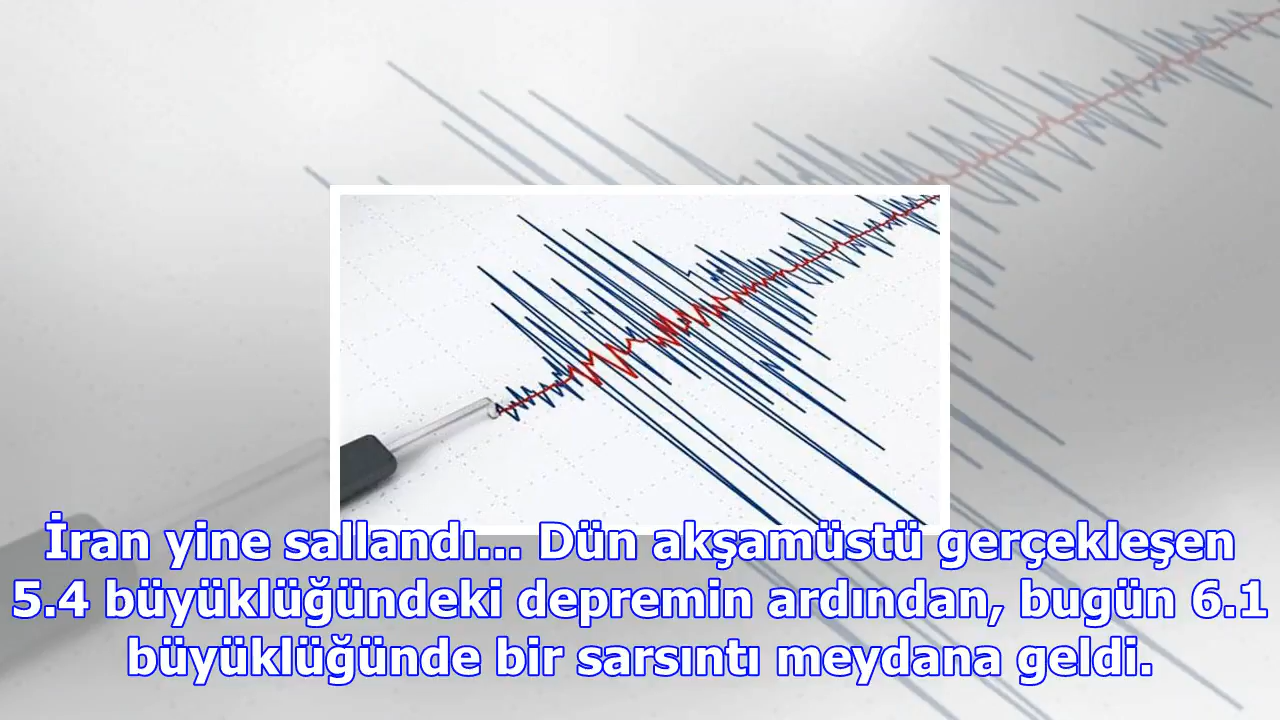 İran yine sallandı... Dün akşamüstü gerçekleşen
5.4 büyüklüğündeki depremin ardından, bugün 6.1
büyüklüğünde bir sarsıntı meydana geldi.